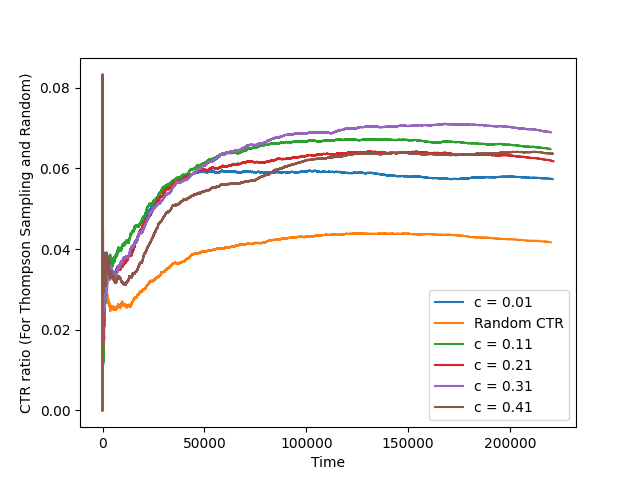 0.08
0.06
0.04
0.02
0.00
CTR ratio (For Thompson Sampling and Random)
0
50000
100000
150000
200000
Time
c = 0.01
Random CTR
c = 0.11
c = 0.21
c = 0.31
c = 0.41